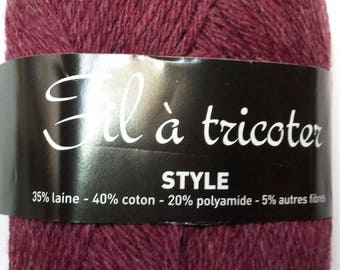 Fil à tricoter
STYLE
35% laine - 40% coton - 20% polyamide - 5% autres fibres